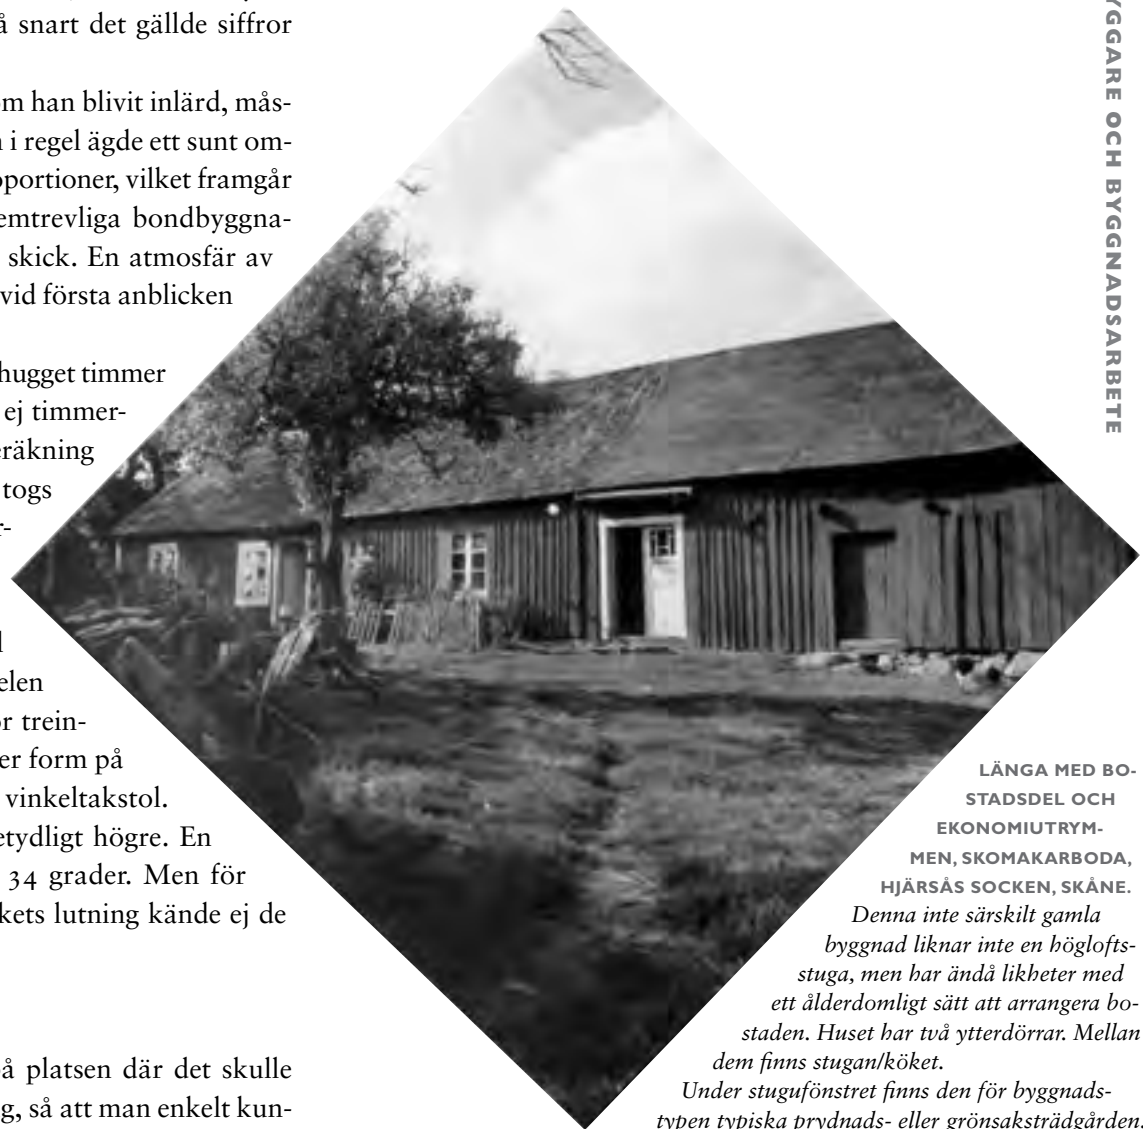 å snart det gällde siffror
om han blivit inlärd, mås-
i regel ägde ett sunt om-
oportioner, vilket framgår
emtrevliga bondbyggna-
skick. En atmosfär av
vid första anblicken
hugget timmer
ej timmer-
eräkning
togs
r-
elen
or trein-
er form på
vinkeltakstol.
etydligt högre. En
34 grader. Men för
kets lutning kände ej de
å platsen där det skulle
g, så att man enkelt kun-
YGGARE OCH BYGGNADSARBETE
LÄNGA MED BO-
STADSDEL OCH
EKONOMIUTRYM-
MEN, SKOMAKARBODA,
HJÄRSÅS SOCKEN, SKÅNE.
Denna inte särskilt gamla
byggnad liknar inte en höglofts-
stuga, men har ändå likheter med
ett ålderdomligt sätt att arrangera bo-
staden. Huset har två ytterdörrar. Mellan
dem finns stugan/köket.
Under stugufönstret finns den för byggnads-
typen typiska prydnads- eller grönsaksträdgården.